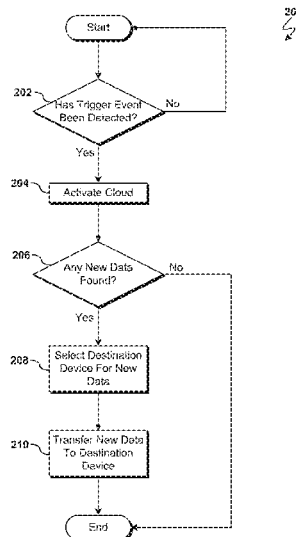 Start
202
Has Trigger Event
Been Detected?
No
Yes
204
Activate Cloud
206
Any New Data
Found?
No
Yes
208
Select Destination
Device For New
Data
210
Transfer New Data
To Destination
Device
End